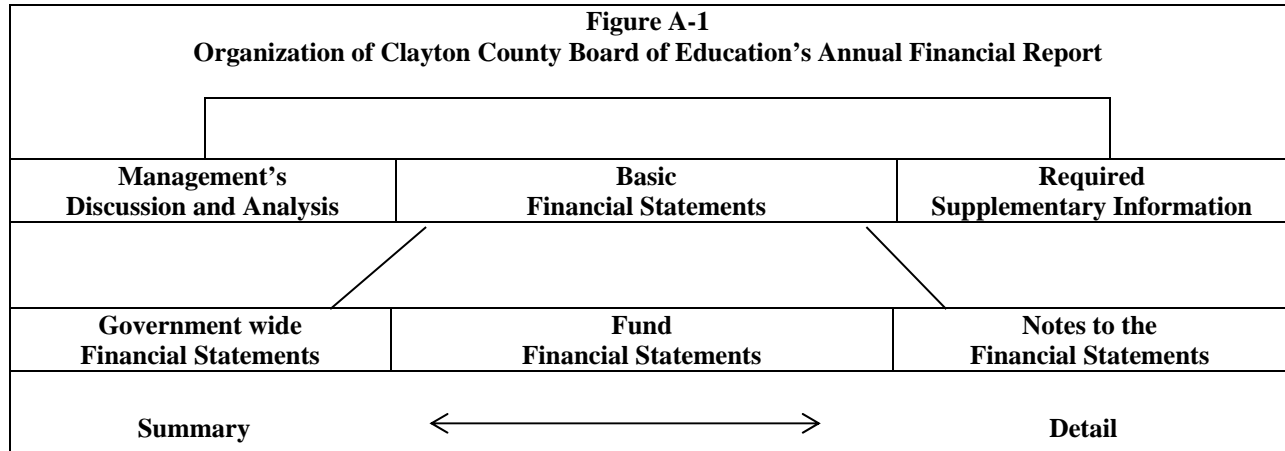 Figure A-1
Organization of Clayton County Board of Education’s Annual Financial Report
Management’s
Discussion and Analysis
Basic
Financial Statements
Required
Supplementary Information
Government wide
Financial Statements
Fund
Financial Statements
Notes to the
Financial Statements
Summary
Detail